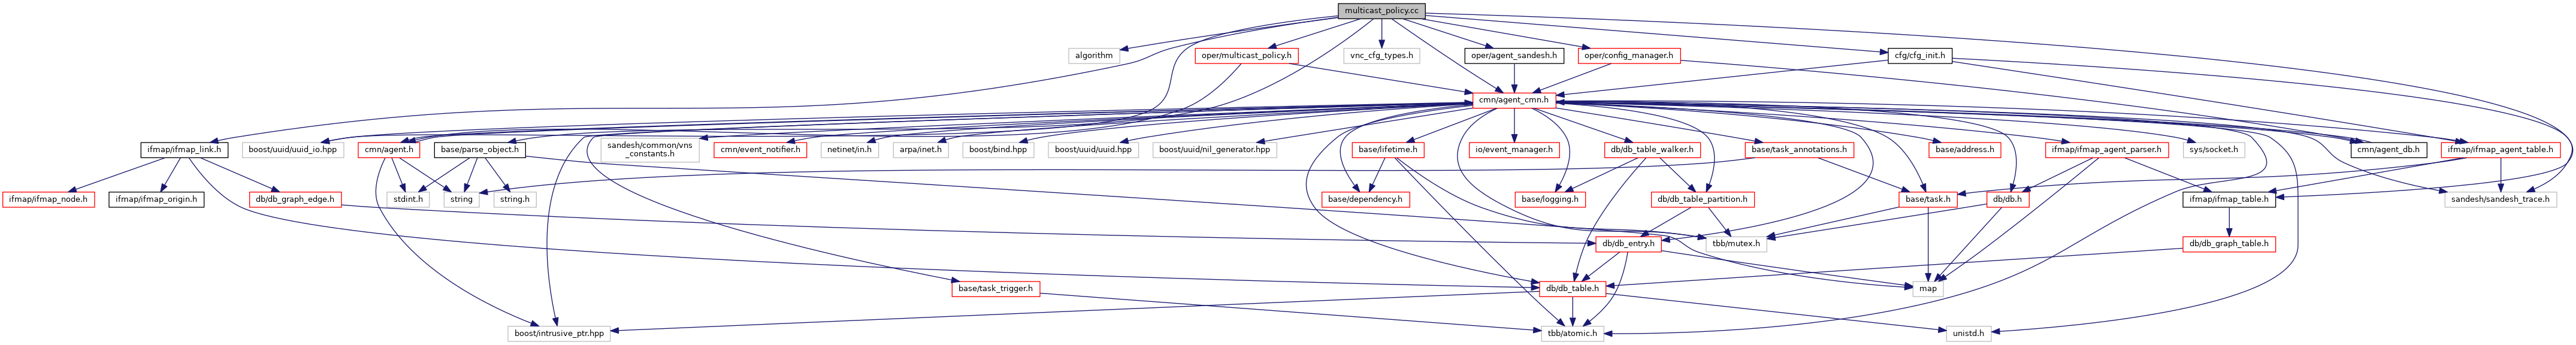 multicast_policy.cc
algorithm
oper/multicast_policy.h
vnc_cfg_types.h
oper/agent_sandesh.h
oper/config_manager.h
cfg/cfg_init.h
cmn/agent_cmn.h
ifmap/ifmap_link.h
boost/uuid/uuid_io.hpp
cmn/agent.h
base/parse_object.h
sandesh/common/vns
_constants.h
cmn/event_notifier.h
netinet/in.h
arpa/inet.h
boost/bind.hpp
boost/uuid/uuid.hpp
boost/uuid/nil_generator.hpp
base/lifetime.h
io/event_manager.h
db/db_table_walker.h
base/task_annotations.h
base/address.h
ifmap/ifmap_agent_parser.h
sys/socket.h
cmn/agent_db.h
ifmap/ifmap_agent_table.h
ifmap/ifmap_node.h
ifmap/ifmap_origin.h
db/db_graph_edge.h
stdint.h
string
string.h
base/dependency.h
base/logging.h
db/db_table_partition.h
base/task.h
db/db.h
ifmap/ifmap_table.h
sandesh/sandesh_trace.h
db/db_entry.h
tbb/mutex.h
db/db_graph_table.h
base/task_trigger.h
db/db_table.h
map
boost/intrusive_ptr.hpp
tbb/atomic.h
unistd.h